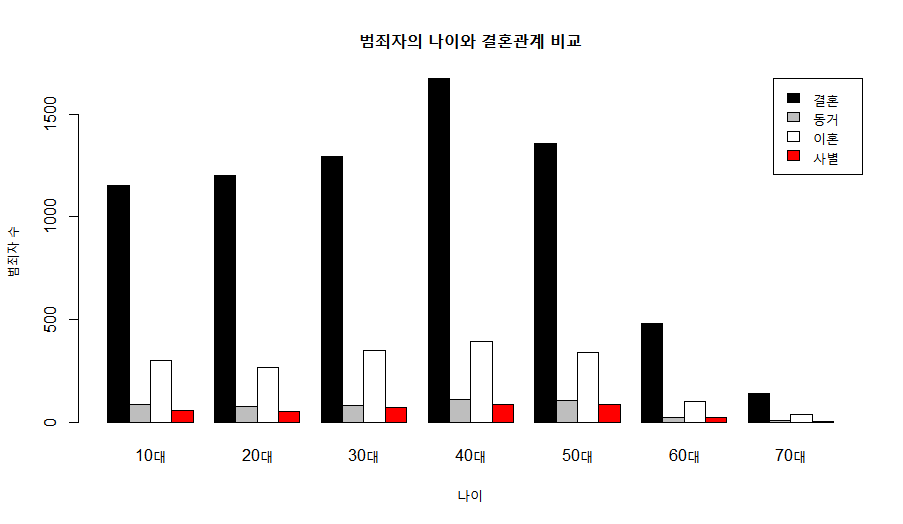 범죄자의 나이와 결혼관계 비교
결혼
동거
이혼
사별
1500
1000
500
0
범죄자 수
10대 20대 30대 40대 50대 60대 70대
나이